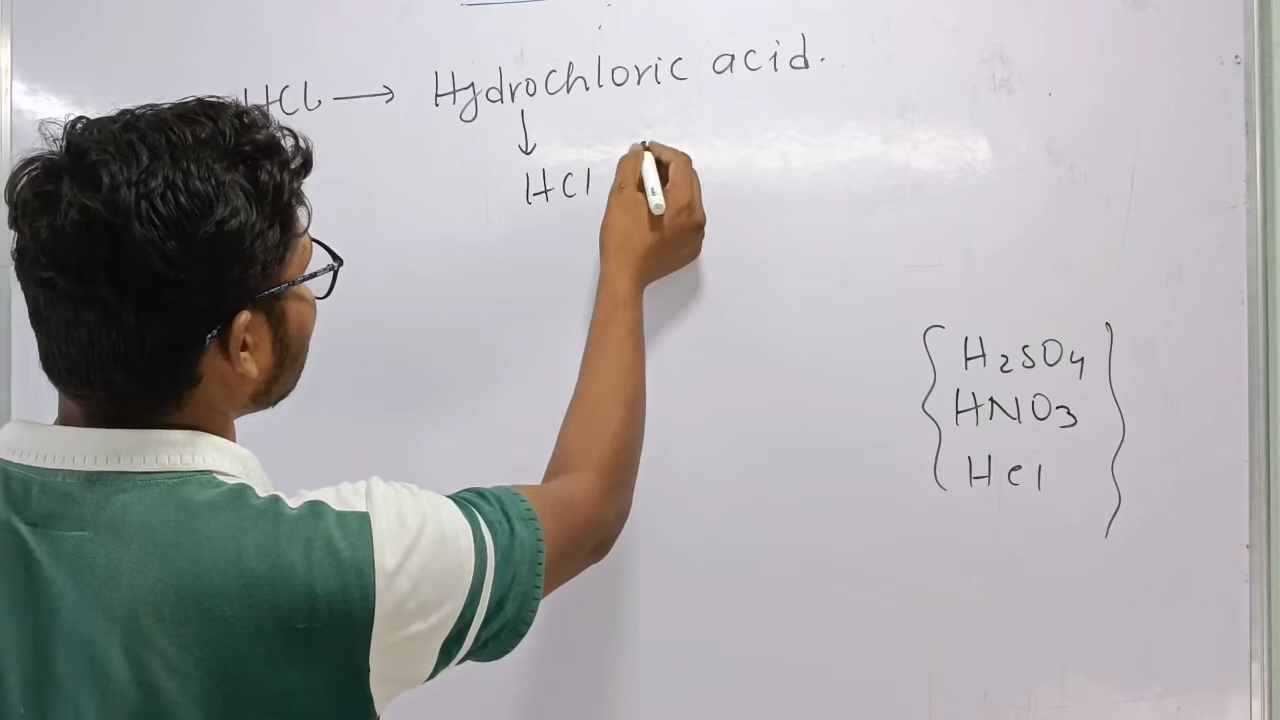 HCl → Hydrochloric acid.
↓
HCl
H2SO4
HNO3
HCl